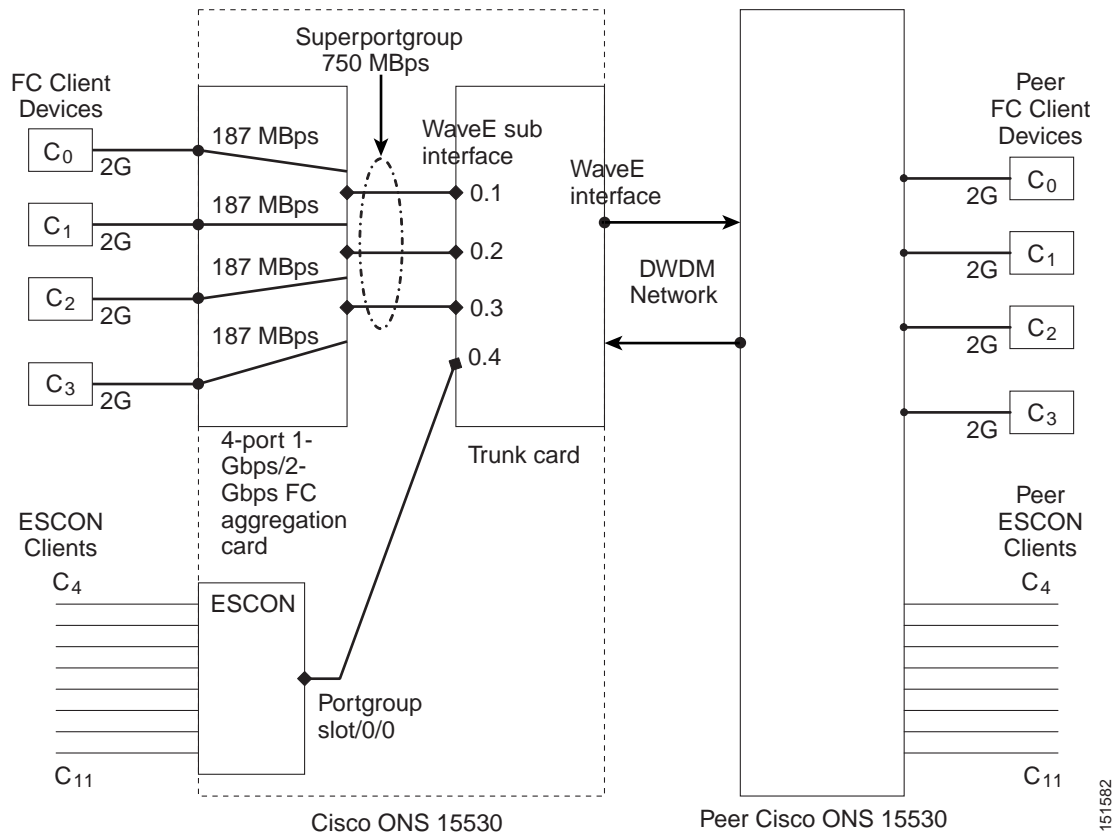 Superportgroup
750 MBps
FC Client
Devices
Peer
FC Client
Devices
187 MBps
WaveE sub
interface
C0
2G
WaveE
interface
0.1
C0
2G
187 MBps
C1
2G
0.2
C1
2G
187 MBps
C2
2G
DWDM
Network
0.3
C2
2G
187 MBps
0.4
C3
2G
C3
2G
4-port 1-
Gbps/2-
Gbps FC
aggregation
card
Trunk card
ESCON
Clients
Peer
ESCON
Clients
C4
ESCON
C4
Portgroup
slot/0/0
C11
C11
Cisco ONS 15530
Peer Cisco ONS 15530
151582